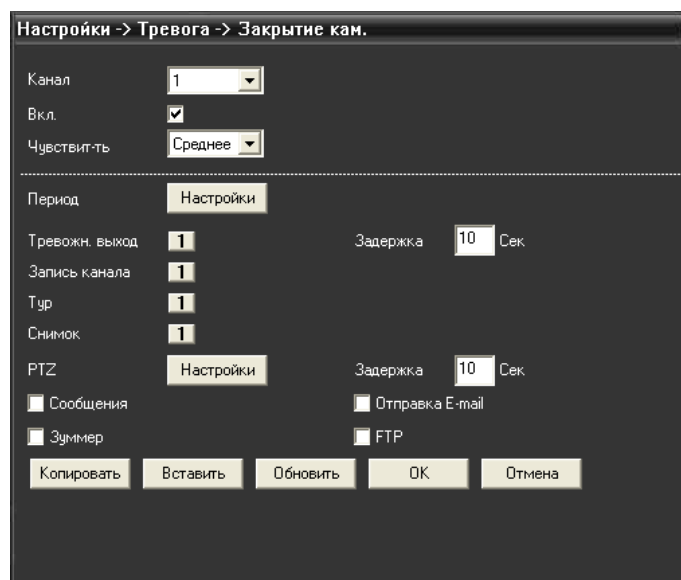 Настройки -> Тревога -> Закрытие кам.
Канал 1
Вкл.
Чувствит-ть Среднее
Период Настройки
Тревожн. выход 1 Задержка 10 Сек
Запись канала 1
Тур 1
Снимок 1
PTZ Настройки Задержка 10 Сек
Сообщения Отправка E-mail
Зуммер FTP
Копировать Вставить Обновить OK Отмена